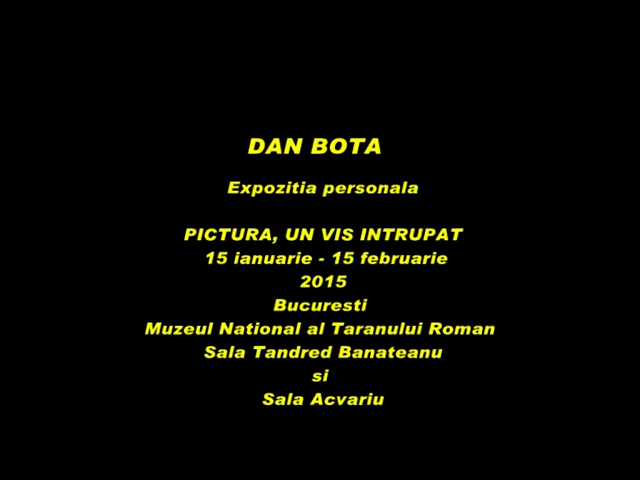 DAN BOTA
Expozitia personala
PICTURA, UN VIS INTRUPAT
15 ianuarie - 15 februarie
2015
Bucuresti
Muzeul National al Taranului Roman
Sala Tandred Banateanu
si
Sala Acvariu